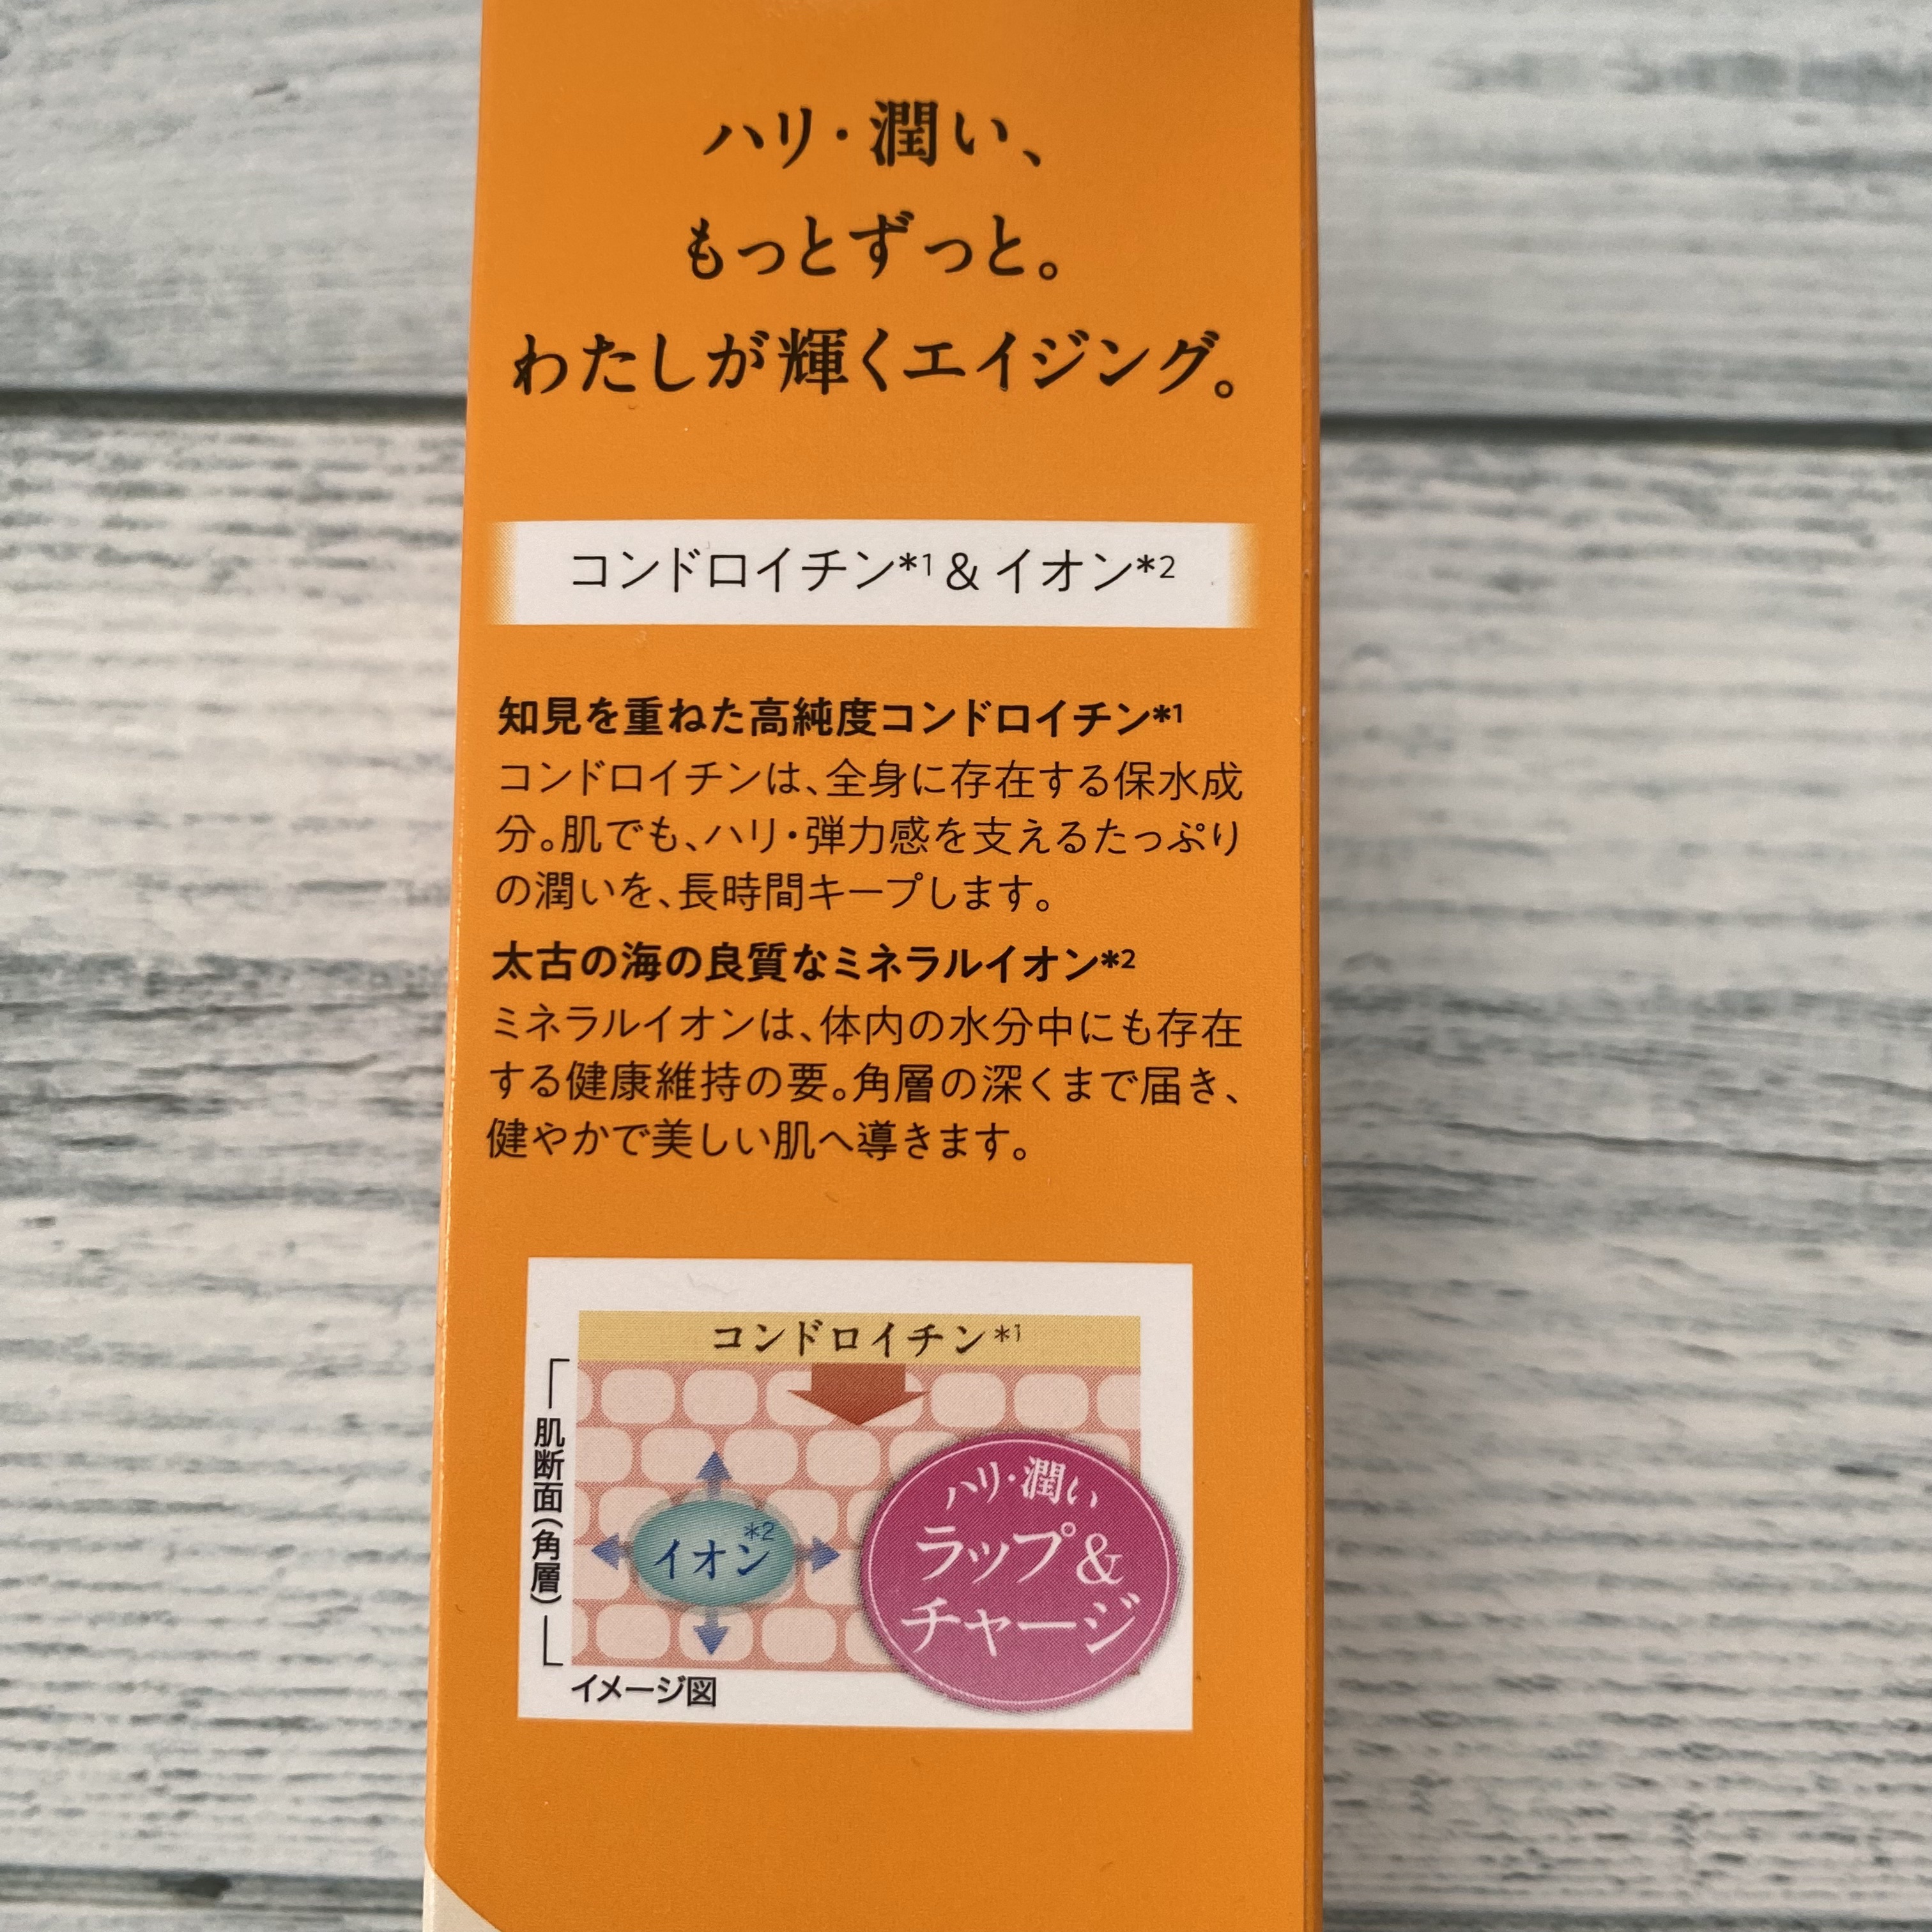 ハリ・潤い、
もっとずっと。
わたしが輝くエイジング。
コンドロイチン*1 & イオン*2
知見を重ねた高純度コンドロイチン*1
コンドロイチンは、全身に存在する保水成
分。肌でも、ハリ・弾力感を支えるたっぷり
の潤いを、長時間キープします。
太古の海の良質なミネラルイオン*2
ミネラルイオンは、体内の水分中にも存在
する健康維持の要。角層の深くまで届き、
健やかで美しい肌へ導きます。
コンドロイチン*1
肌断面(角層)
イオン*2
ハリ・潤い
ラップ&
チャージ
イメージ図